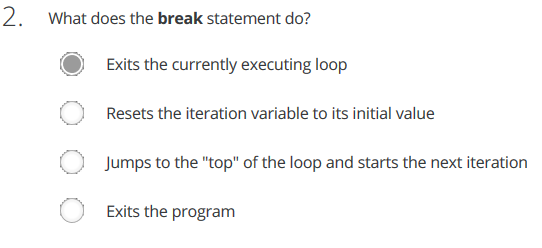 2. What does the break statement do?
Exits the currently executing loop
Resets the iteration variable to its initial value
Jumps to the "top" of the loop and starts the next iteration
Exits the program